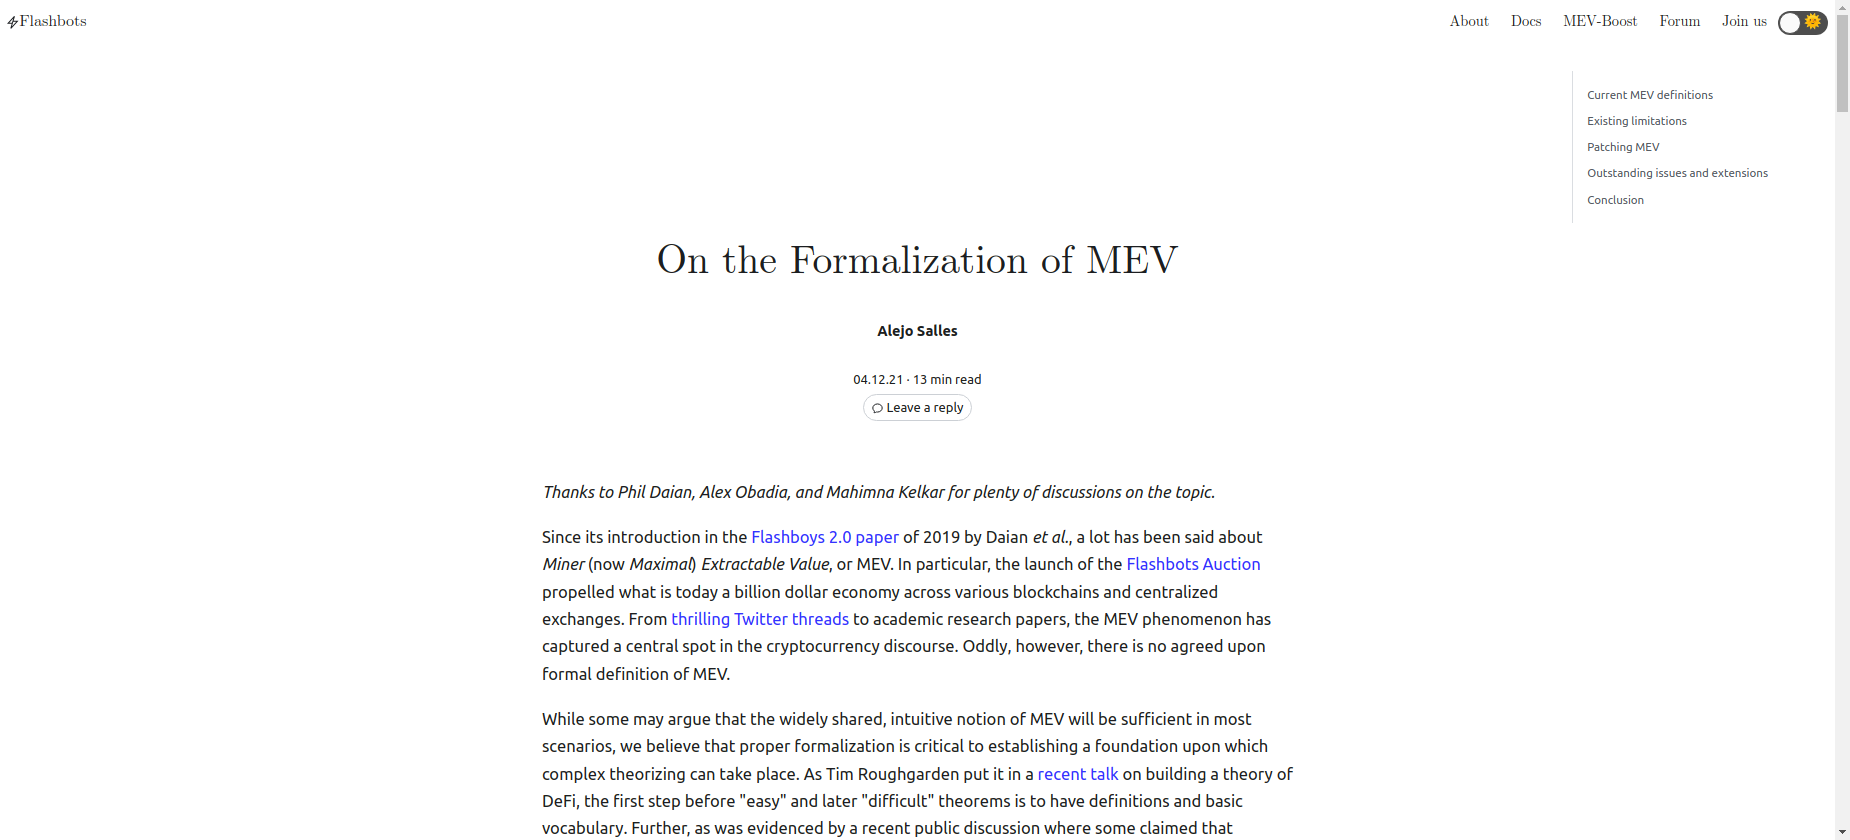 Flashbots
About Docs MEV-Boost Forum Join us
Current MEV definitions
Existing limitations
Patching MEV
Outstanding issues and extensions
Conclusion
On the Formalization of MEV
Alejo Salles
04.12.21 · 13 min read
Leave a reply
Thanks to Phil Daian, Alex Obadia, and Mahimna Kelkar for plenty of discussions on the topic.
Since its introduction in the Flashboys 2.0 paper of 2019 by Daian et al., a lot has been said about
Miner (now Maximal) Extractable Value, or MEV. In particular, the launch of the Flashbots Auction
propelled what is today a billion dollar economy across various blockchains and centralized
exchanges. From thrilling Twitter threads to academic research papers, the MEV phenomenon has
captured a central spot in the cryptocurrency discourse. Oddly, however, there is no agreed upon
formal definition of MEV.
While some may argue that the widely shared, intuitive notion of MEV will be sufficient in most
scenarios, we believe that proper formalization is critical to establishing a foundation upon which
complex theorizing can take place. As Tim Roughgarden put it in a recent talk on building a theory of
DeFi, the first step before "easy" and later "difficult" theorems is to have definitions and basic
vocabulary. Further, as was evidenced by a recent public discussion where some claimed that